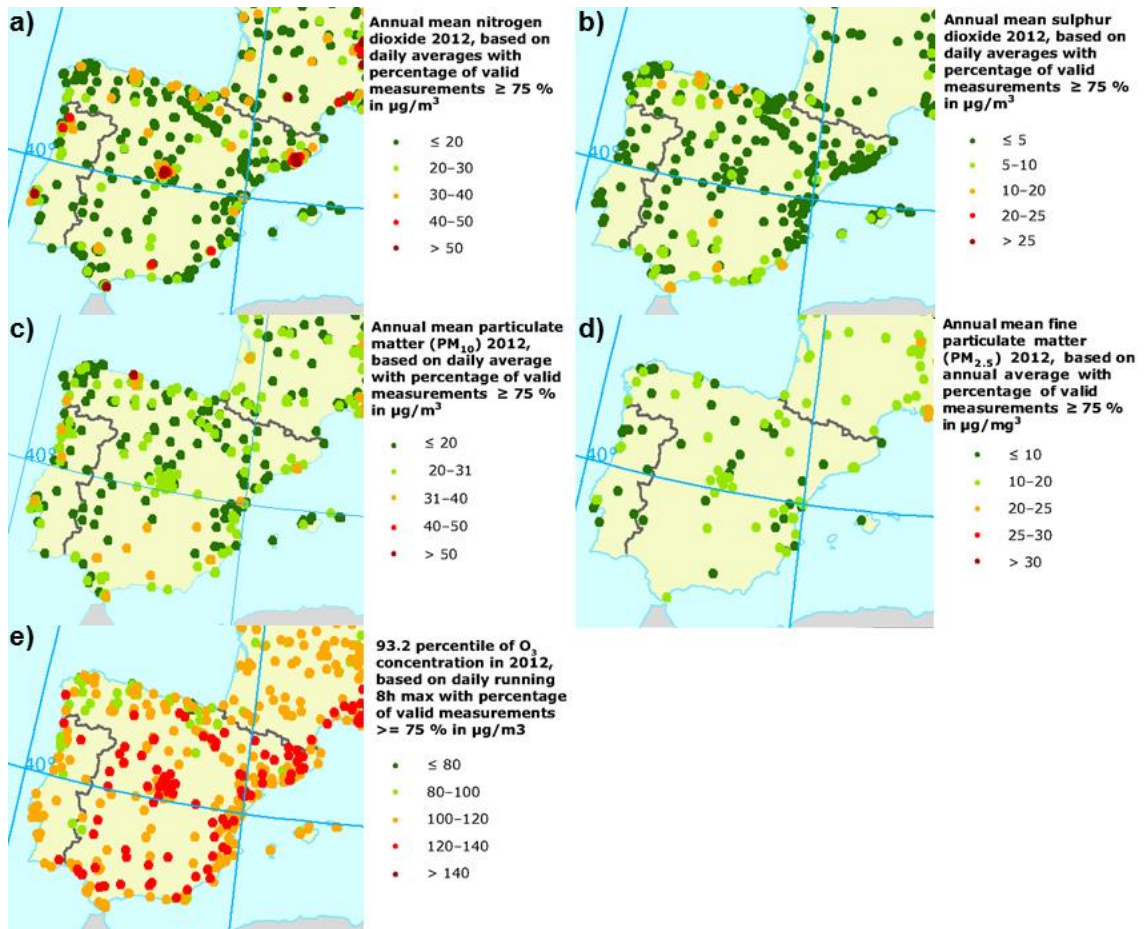 a)
40°
Annual mean nitrogen
dioxide 2012, based on
daily averages with
percentage of valid
measurements ≥ 75 %
in µg/m³
≤ 20
20–30
30–40
40–50
> 50
b)
40°
Annual mean sulphur
dioxide 2012, based on
daily averages with
percentage of valid
measurements ≥ 75 %
in µg/m³
≤ 5
5–10
10–20
20–25
> 25
c)
40°
Annual mean particulate
matter (PM₁₀) 2012,
based on daily average
with percentage of valid
measurements ≥ 75 %
in µg/m³
≤ 20
20–31
31–40
40–50
> 50
d)
40°
Annual mean fine
particulate matter
(PM₂.₅) 2012, based on
annual average with
percentage of valid
measurements ≥ 75 %
in µg/mg³
≤ 10
10–20
20–25
25–30
> 30
e)
40°
93.2 percentile of O₃
concentration in 2012,
based on daily running
8h max with percentage
of valid measurements
>= 75 % in µg/m3
≤ 80
80–100
100–120
120–140
> 140